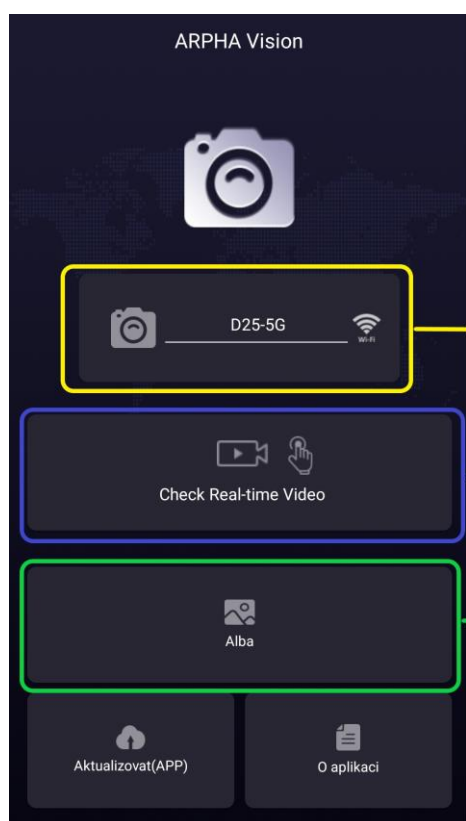 ARPHA Vision
D25-5G
Wi-Fi
Check Real-time Video
Alba
Aktualizovat(APP)
O aplikaci